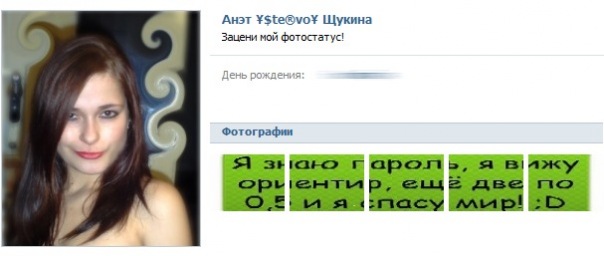 Анэт ¥$te®vo¥ Щукина
Зацени мой фотостатус!
День рождения:
Фотографии
Я знаю пароль, я вижу
ориентир, ещё две по
0,5 и я спасу мир! :D